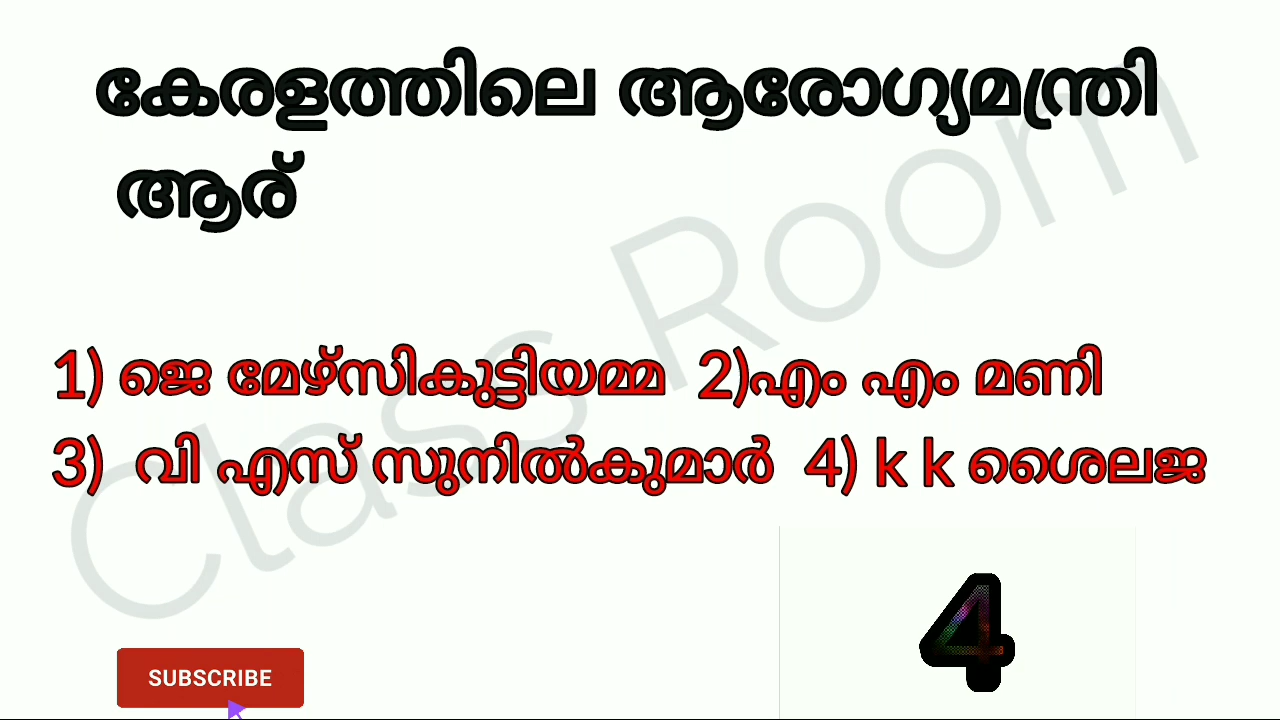 കേരളത്തിലെ ആരോഗ്യമന്ത്രി
ആര്
1) ജെ മേഴ്സികുട്ടിയമ്മ 2)എം എം മണി
3) വി എസ് സുനിൽകുമാർ 4) k k ശൈലജ
Class Room
4
SUBSCRIBE